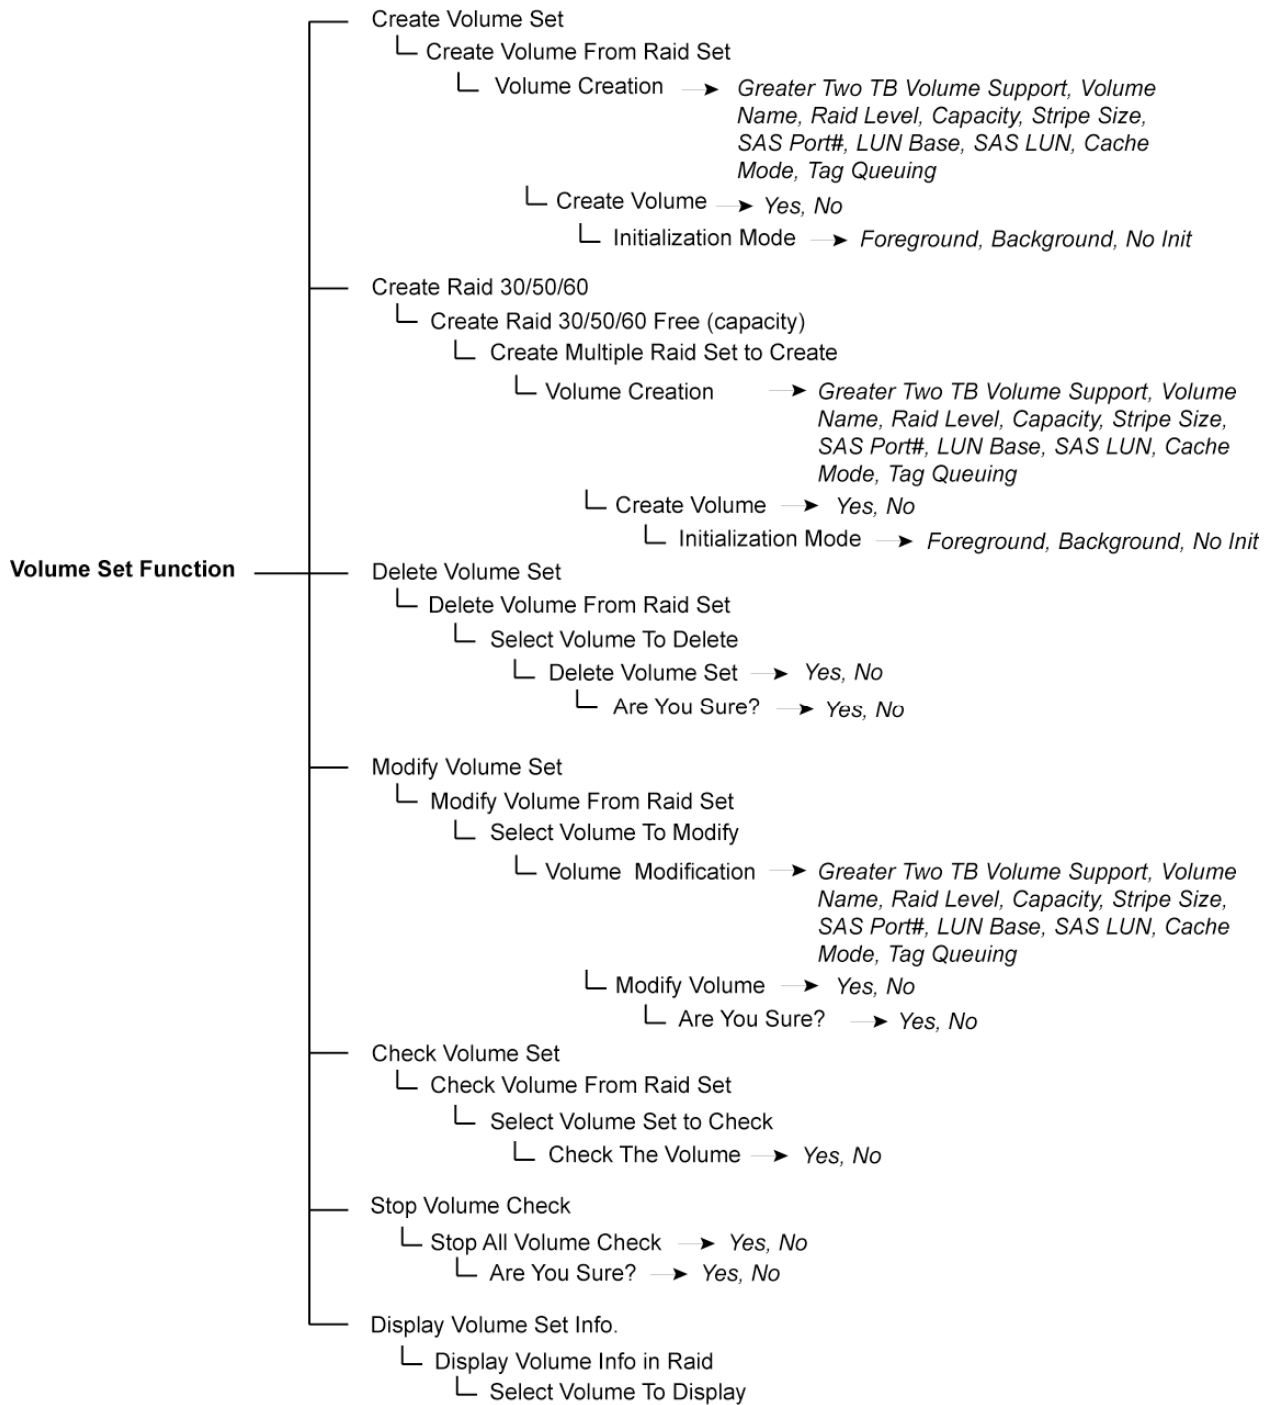 Create Volume Set
Create Volume From Raid Set
Volume Creation
Greater Two TB Volume Support, Volume
Name, Raid Level, Capacity, Stripe Size,
SAS Port#, LUN Base, SAS LUN, Cache
Mode, Tag Queuing
Create Volume
Yes, No
Initialization Mode
Foreground, Background, No Init
Create Raid 30/50/60
Create Raid 30/50/60 Free (capacity)
Create Multiple Raid Set to Create
Volume Creation
Greater Two TB Volume Support, Volume
Name, Raid Level, Capacity, Stripe Size,
SAS Port#, LUN Base, SAS LUN, Cache
Mode, Tag Queuing
Create Volume
Yes, No
Initialization Mode
Foreground, Background, No Init
Volume Set Function
Delete Volume Set
Delete Volume From Raid Set
Select Volume To Delete
Delete Volume Set
Yes, No
Are You Sure?
Yes, No
Modify Volume Set
Modify Volume From Raid Set
Select Volume To Modify
Volume Modification
Greater Two TB Volume Support, Volume
Name, Raid Level, Capacity, Stripe Size,
SAS Port#, LUN Base, SAS LUN, Cache
Mode, Tag Queuing
Modify Volume
Yes, No
Are You Sure?
Yes, No
Check Volume Set
Check Volume From Raid Set
Select Volume Set to Check
Check The Volume
Yes, No
Stop Volume Check
Stop All Volume Check
Yes, No
Are You Sure?
Yes, No
Display Volume Set Info.
Display Volume Info in Raid
Select Volume To Display